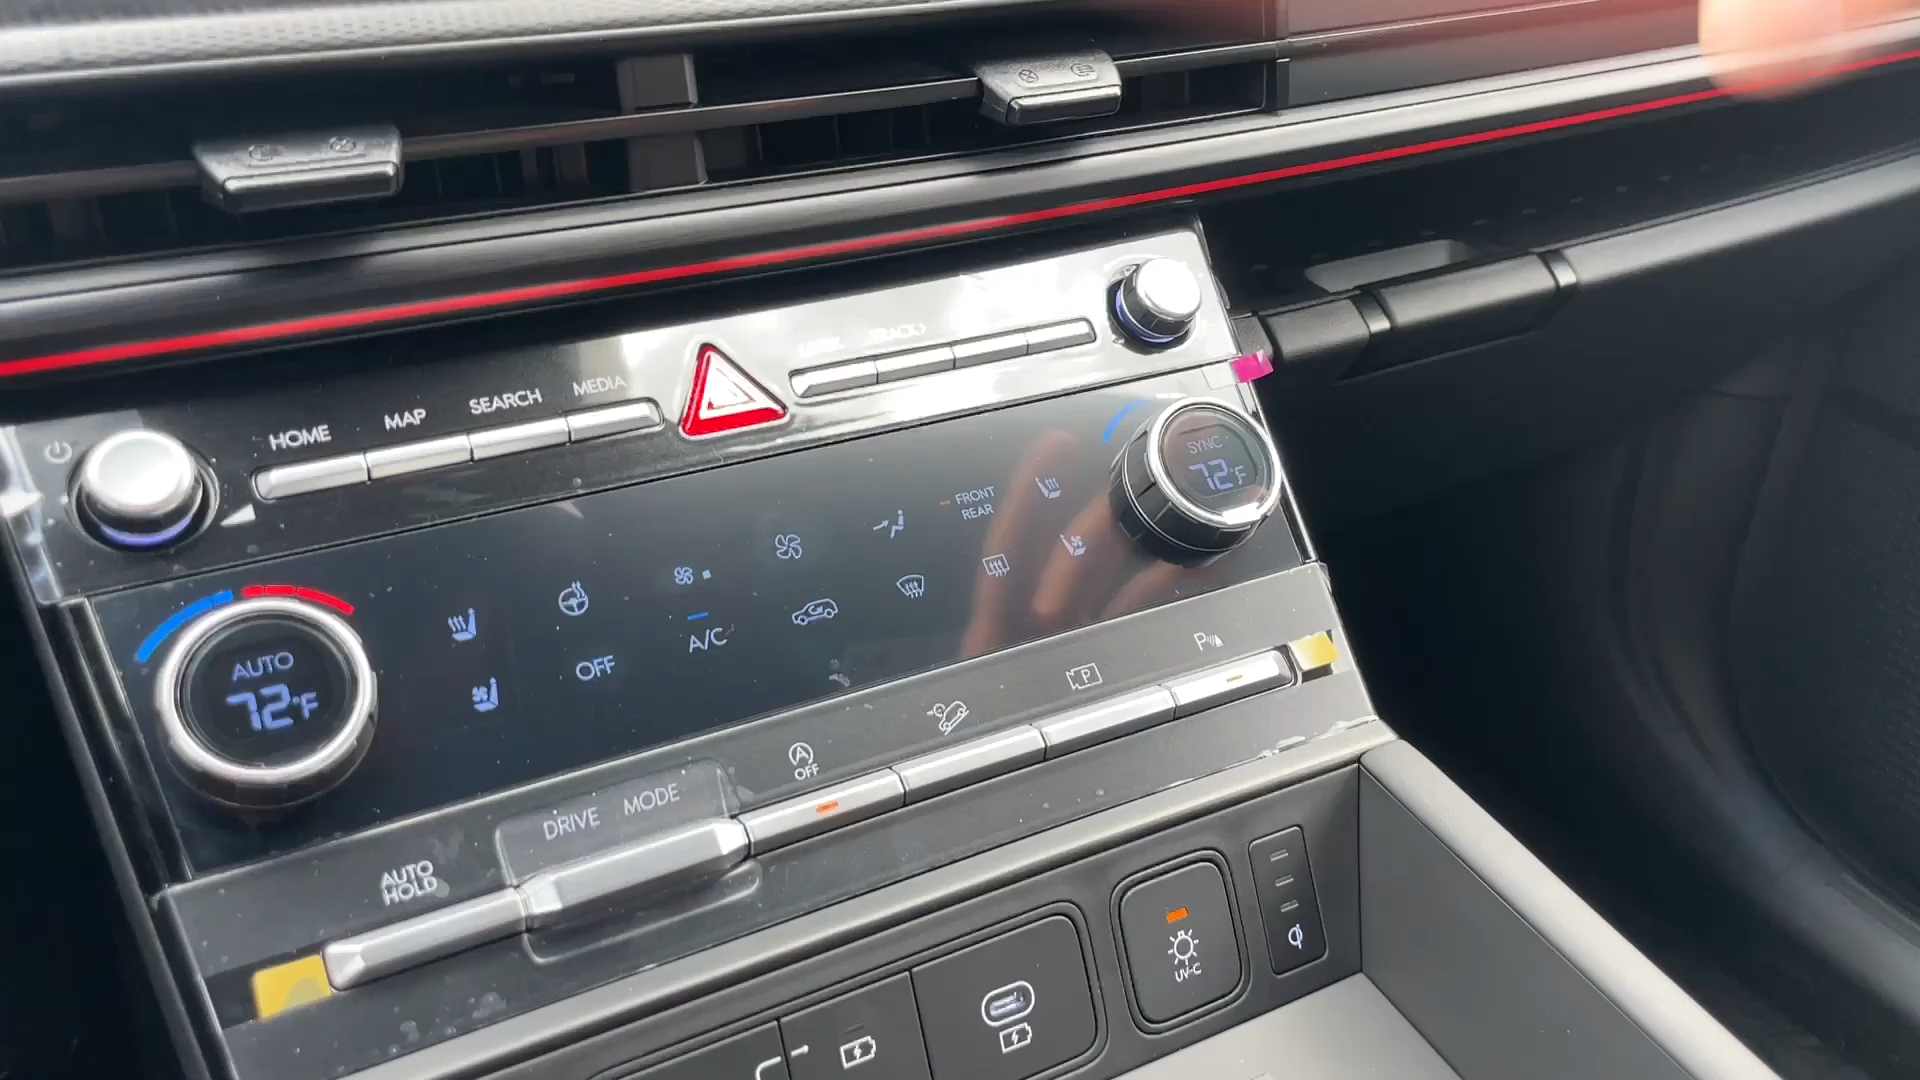 HOME
MAP
SEARCH
MEDIA
SYNC
72°F
FRONT
REAR
AUTO
72°F
OFF
A/C
P
P
A
OFF
DRIVE MODE
AUTO
HOLD
UV-C